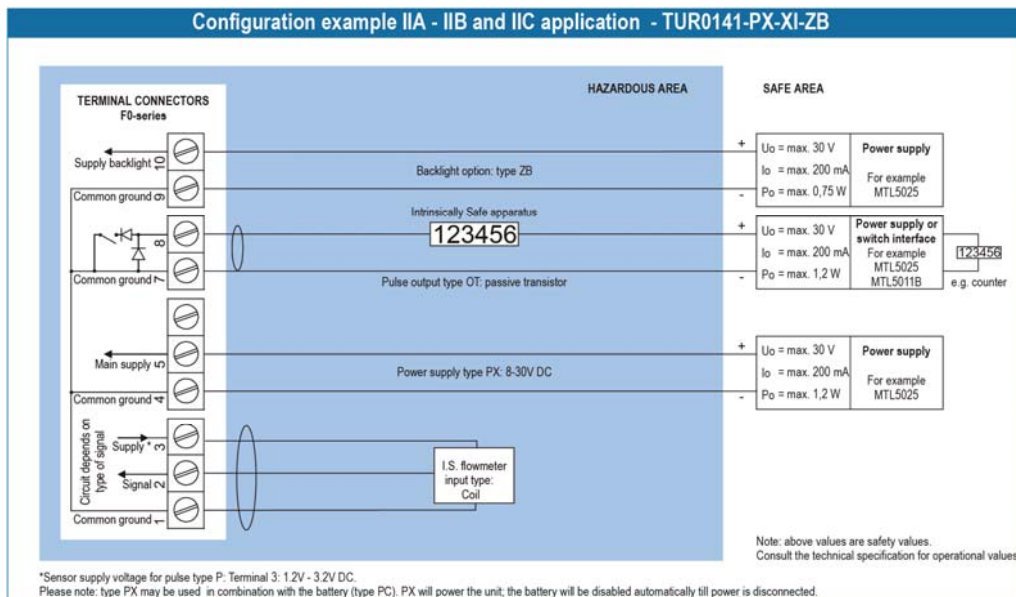 Configuration example IIA - IIB and IIC application - TUR0141-PX-XI-ZB
HAZARDOUS AREA
SAFE AREA
TERMINAL CONNECTORS
F0-series
Supply backlight 10
Common ground 9
8
Common ground 7
Main supply 5
Common ground 4
Circuit depends on
type of signal
Supply * 3
Signal 2
Common ground 1
Backlight option: type ZB
Intrinsically Safe apparatus
123456
Pulse output type OT: passive transistor
Power supply type PX: 8-30V DC
I.S. flowmeter
input type:
Coil
+
-
Uo = max. 30 V
Io = max. 200 mA
Po = max. 0,75 W
Power supply
For example
MTL5025
+
-
Uo = max. 30 V
Io = max. 200 mA
Po = max. 1,2 W
Power supply or
switch interface
For example
MTL5025
MTL5011B
123456
e.g. counter
+
-
Uo = max. 30 V
Io = max. 200 mA
Po = max. 1,2 W
Power supply
For example
MTL5025
Note: above values are safety values.
Consult the technical specification for operational values
*Sensor supply voltage for pulse type P: Terminal 3: 1.2V - 3.2V DC.
Please note: type PX may be used in combination with the battery (type PC). PX will power the unit; the battery will be disabled automatically till power is disconnected.